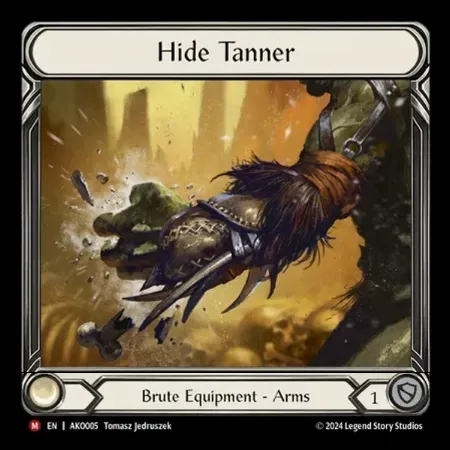 Hide Tanner
Brute Equipment - Arms
1
M EN AKO005 Tomasz Jedruszek © 2024 Legend Story Studios